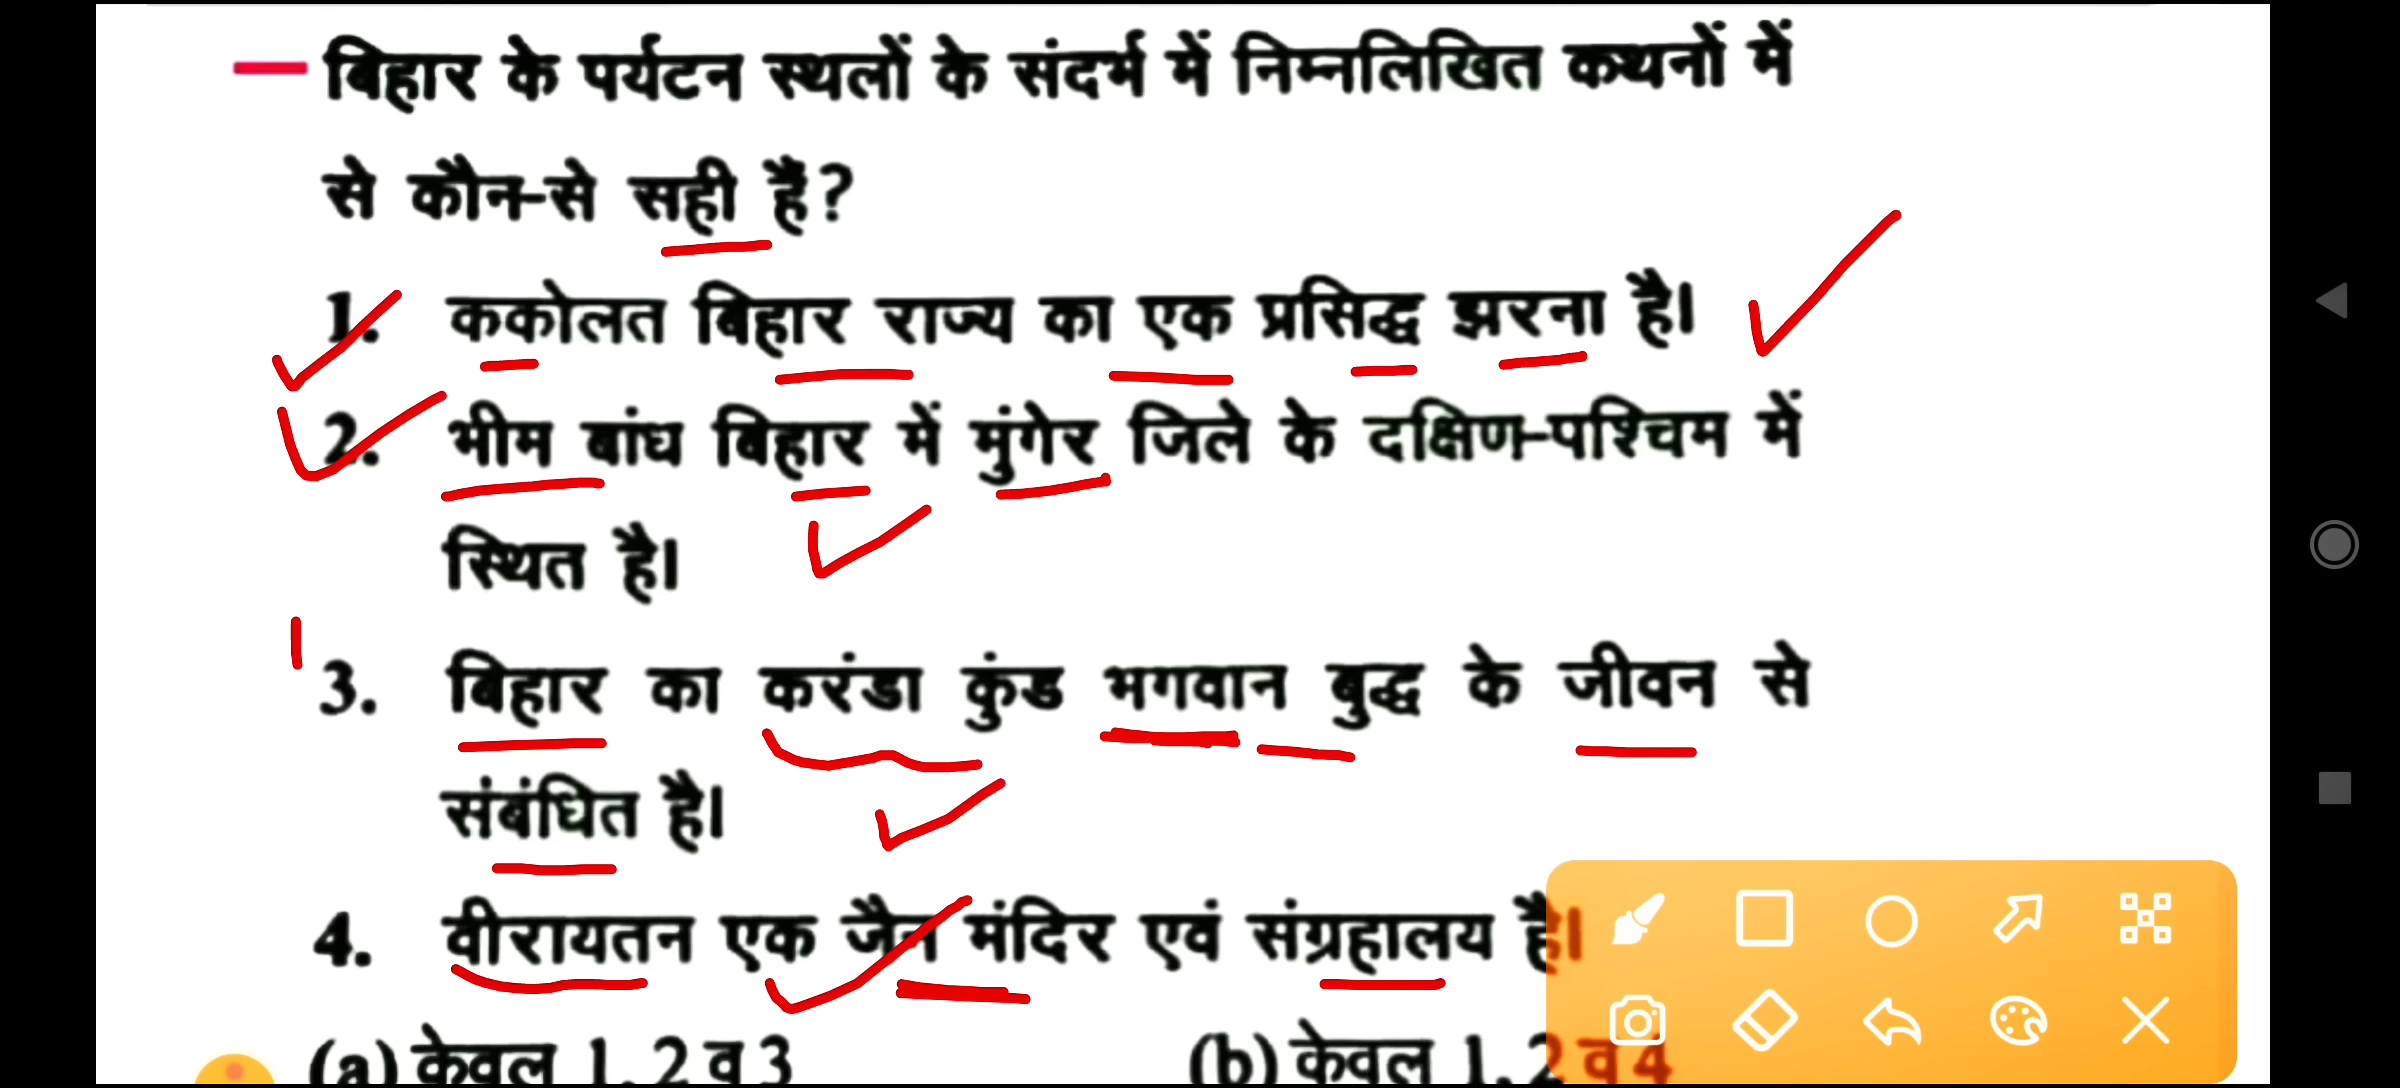 बिहार के पर्यटन स्थलों के संदर्भ में निम्नलिखित कथनों में
से कौन-से सही हैं?
1. ककोलत बिहार राज्य का एक प्रसिद्ध झरना है।
2. भीम बांध बिहार में मुंगेर जिले के दक्षिण-पश्चिम में
स्थित है।
3. बिहार का करंडा कुंड भगवान बुद्ध के जीवन से
संबंधित है।
4. वीरायतन एक जैन मंदिर एवं संग्रहालय है।
(a) केवल 1, 2 व 3 (b) केवल 1, 2 व 4